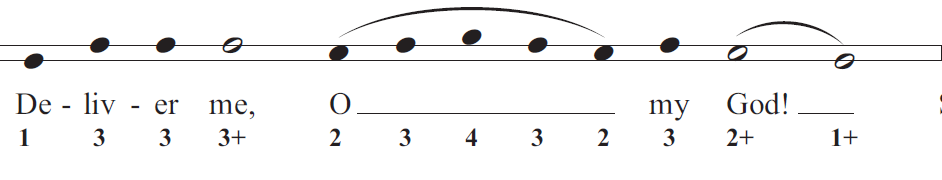 De - liv - er me, O my God!
1 3 3 3+ 2 3 4 3 2 3 2+ 1+